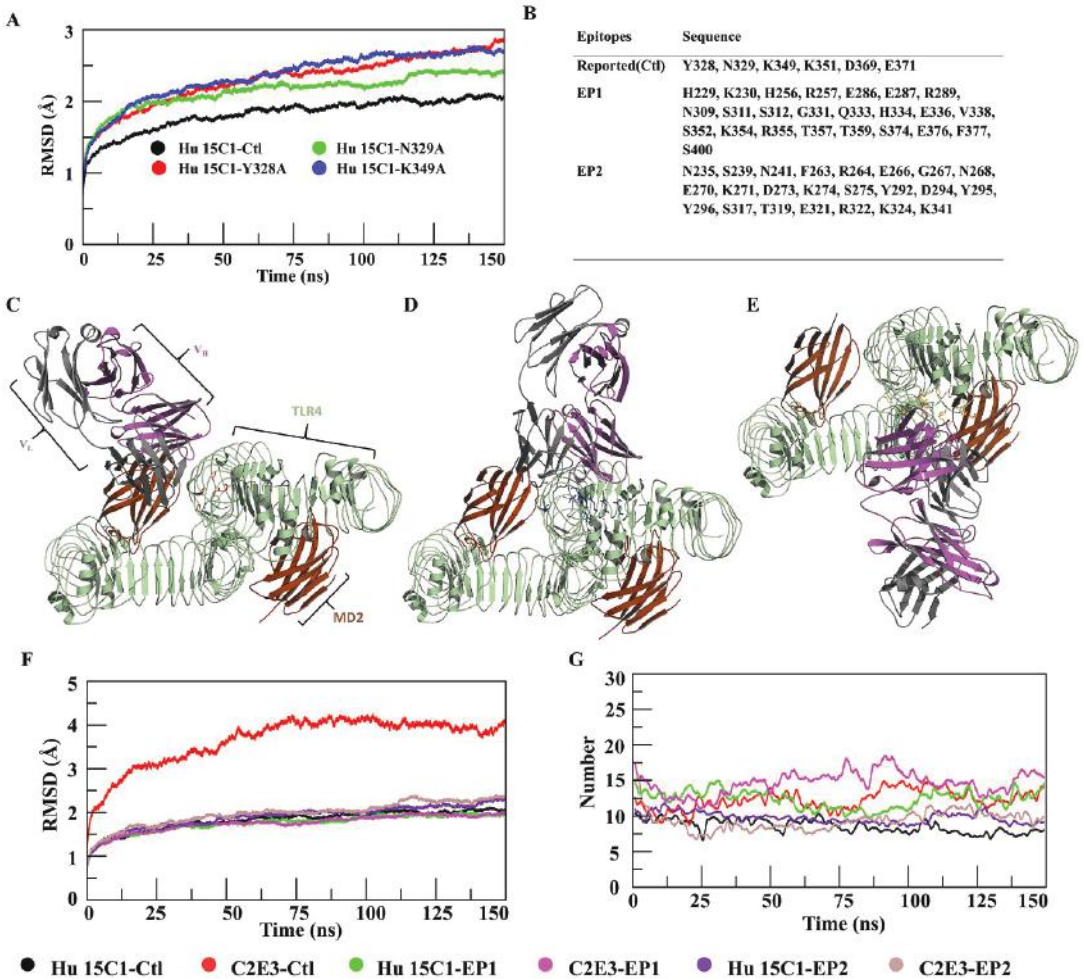 A
RMSD (Å)
3
2
1
0
Hu 15C1-Ctl
Hu 15C1-N329A
Hu 15C1-Y328A
Hu 15C1-K349A
0 25 50 75 100 125 150
Time (ns)
B
Epitopes Sequence
Reported(Ctl) Y328, N329, K349, K351, D369, E371
EP1 H229, K230, H256, R257, E286, E287, R289,
N309, S311, S312, G331, Q333, H334, E336, V338,
S352, K354, R355, T357, T359, S374, E376, F377,
S400
EP2 N235, S239, N241, F263, R264, E266, G267, N268,
E270, K271, D273, K274, S275, Y292, D294, Y295,
Y296, S317, T319, E321, R322, K324, K341
C
VH
VL
TLR4
MD2
D
E
F
RMSD (Å)
5
4
3
2
1
0
0 25 50 75 100 125 150
Time (ns)
G
Number
30
25
20
15
10
5
0
0 25 50 75 100 125 150
Time (ns)
Hu 15C1-Ctl C2E3-Ctl Hu 15C1-EP1 C2E3-EP1 Hu 15C1-EP2 C2E3-EP2